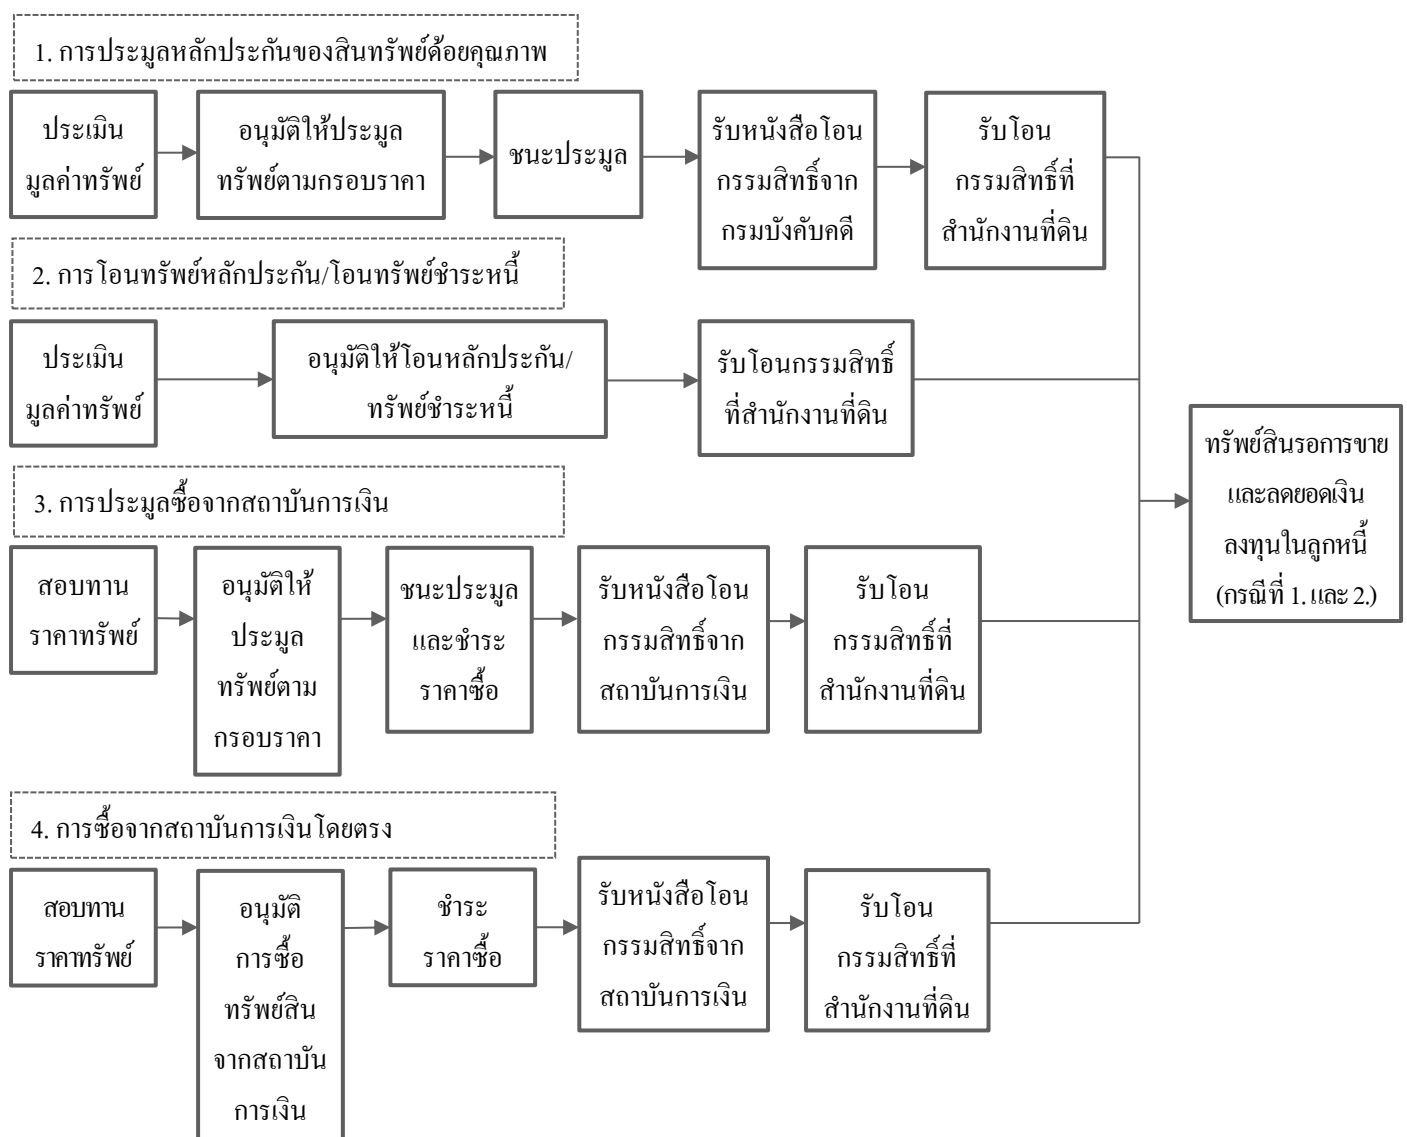 1. การประมูลหลักประกันของสินทรัพย์ด้อยคุณภาพ
ประเมิน
มูลค่าทรัพย์
อนุมัติให้ประมูล
ทรัพย์ตามกรอบราคา
ชนะประมูล
รับหนังสือโอน
กรรมสิทธิ์จาก
กรมบังคับคดี
รับโอน
กรรมสิทธิ์ที่
สำนักงานที่ดิน
2. การโอนทรัพย์หลักประกัน/โอนทรัพย์ชำระหนี้
ประเมิน
มูลค่าทรัพย์
อนุมัติให้โอนหลักประกัน/
ทรัพย์ชำระหนี้
รับโอนกรรมสิทธิ์
ที่สำนักงานที่ดิน
3. การประมูลซื้อจากสถาบันการเงิน
สอบทาน
ราคาทรัพย์
อนุมัติให้
ประมูล
ทรัพย์ตาม
กรอบราคา
ชนะประมูล
และชำระ
ราคาซื้อ
รับหนังสือโอน
กรรมสิทธิ์จาก
สถาบันการเงิน
รับโอน
กรรมสิทธิ์ที่
สำนักงานที่ดิน
4. การซื้อจากสถาบันการเงินโดยตรง
สอบทาน
ราคาทรัพย์
อนุมัติ
การซื้อ
ทรัพย์สิน
จากสถาบัน
การเงิน
ชำระ
ราคาซื้อ
รับหนังสือโอน
กรรมสิทธิ์จาก
สถาบันการเงิน
รับโอน
กรรมสิทธิ์ที่
สำนักงานที่ดิน
ทรัพย์สินรอการขาย
และลดยอดเงิน
ลงทุนในลูกหนี้
(กรณีที่ 1. และ 2.)